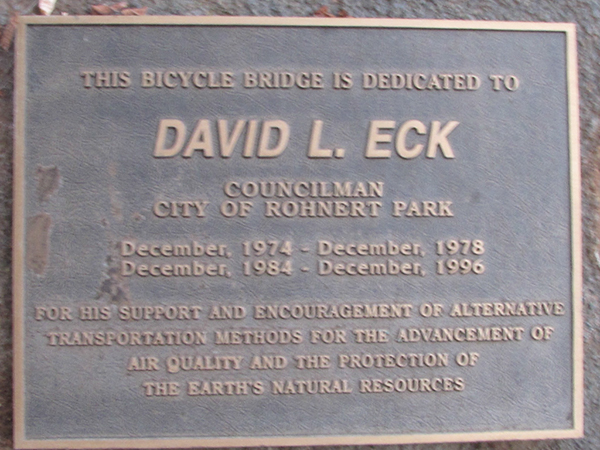 THIS BICYCLE BRIDGE IS DEDICATED TO
DAVID L. ECK
COUNCILMAN
CITY OF ROHNERT PARK
December, 1974 - December, 1978
December, 1984 - December, 1996
FOR HIS SUPPORT AND ENCOURAGEMENT OF ALTERNATIVE
TRANSPORTATION METHODS FOR THE ADVANCEMENT OF
AIR QUALITY AND THE PROTECTION OF
THE EARTH'S NATURAL RESOURCES